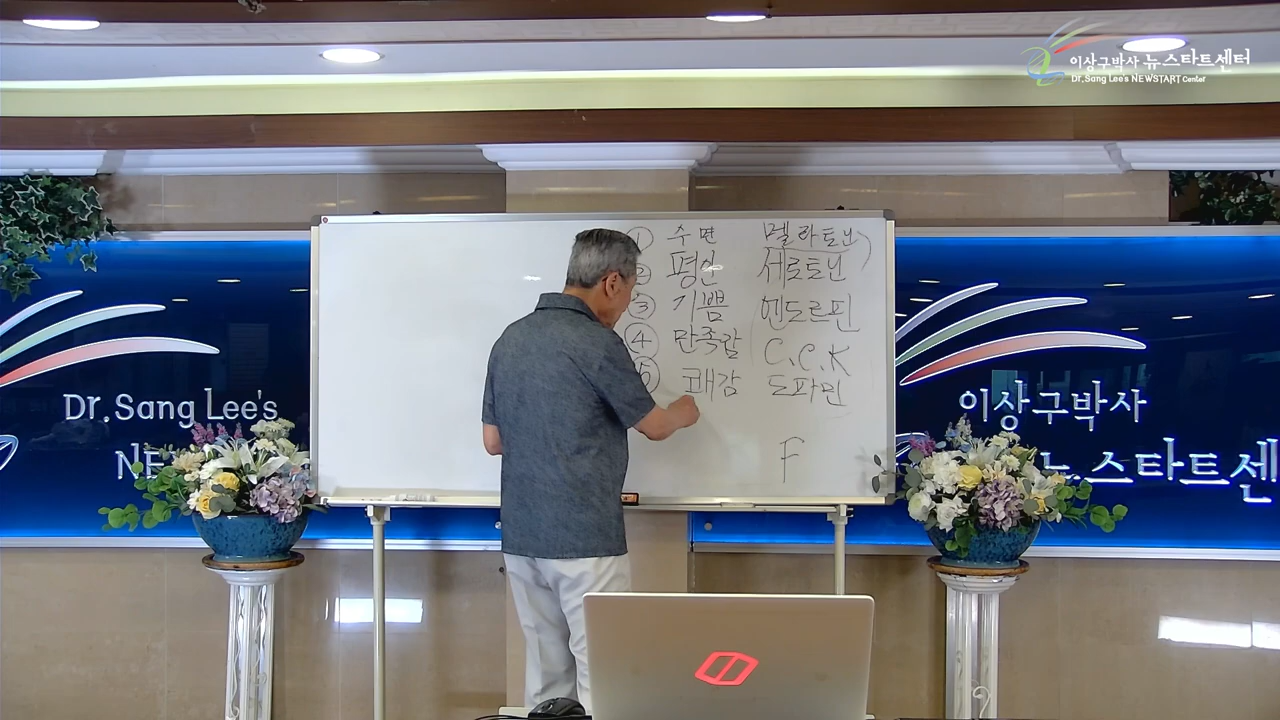 이상구박사 뉴스타트센터
Dr. Sang Lee's NEWSTART Center
① 수면 멜라토닌)
② 평안 세로토닌
③ 기쁨 엔도르핀
④ 만족감 C.C.K
⑤ 쾌감 도파민
F
Dr. Sang Lee's
이상구박사
뉴스타트센